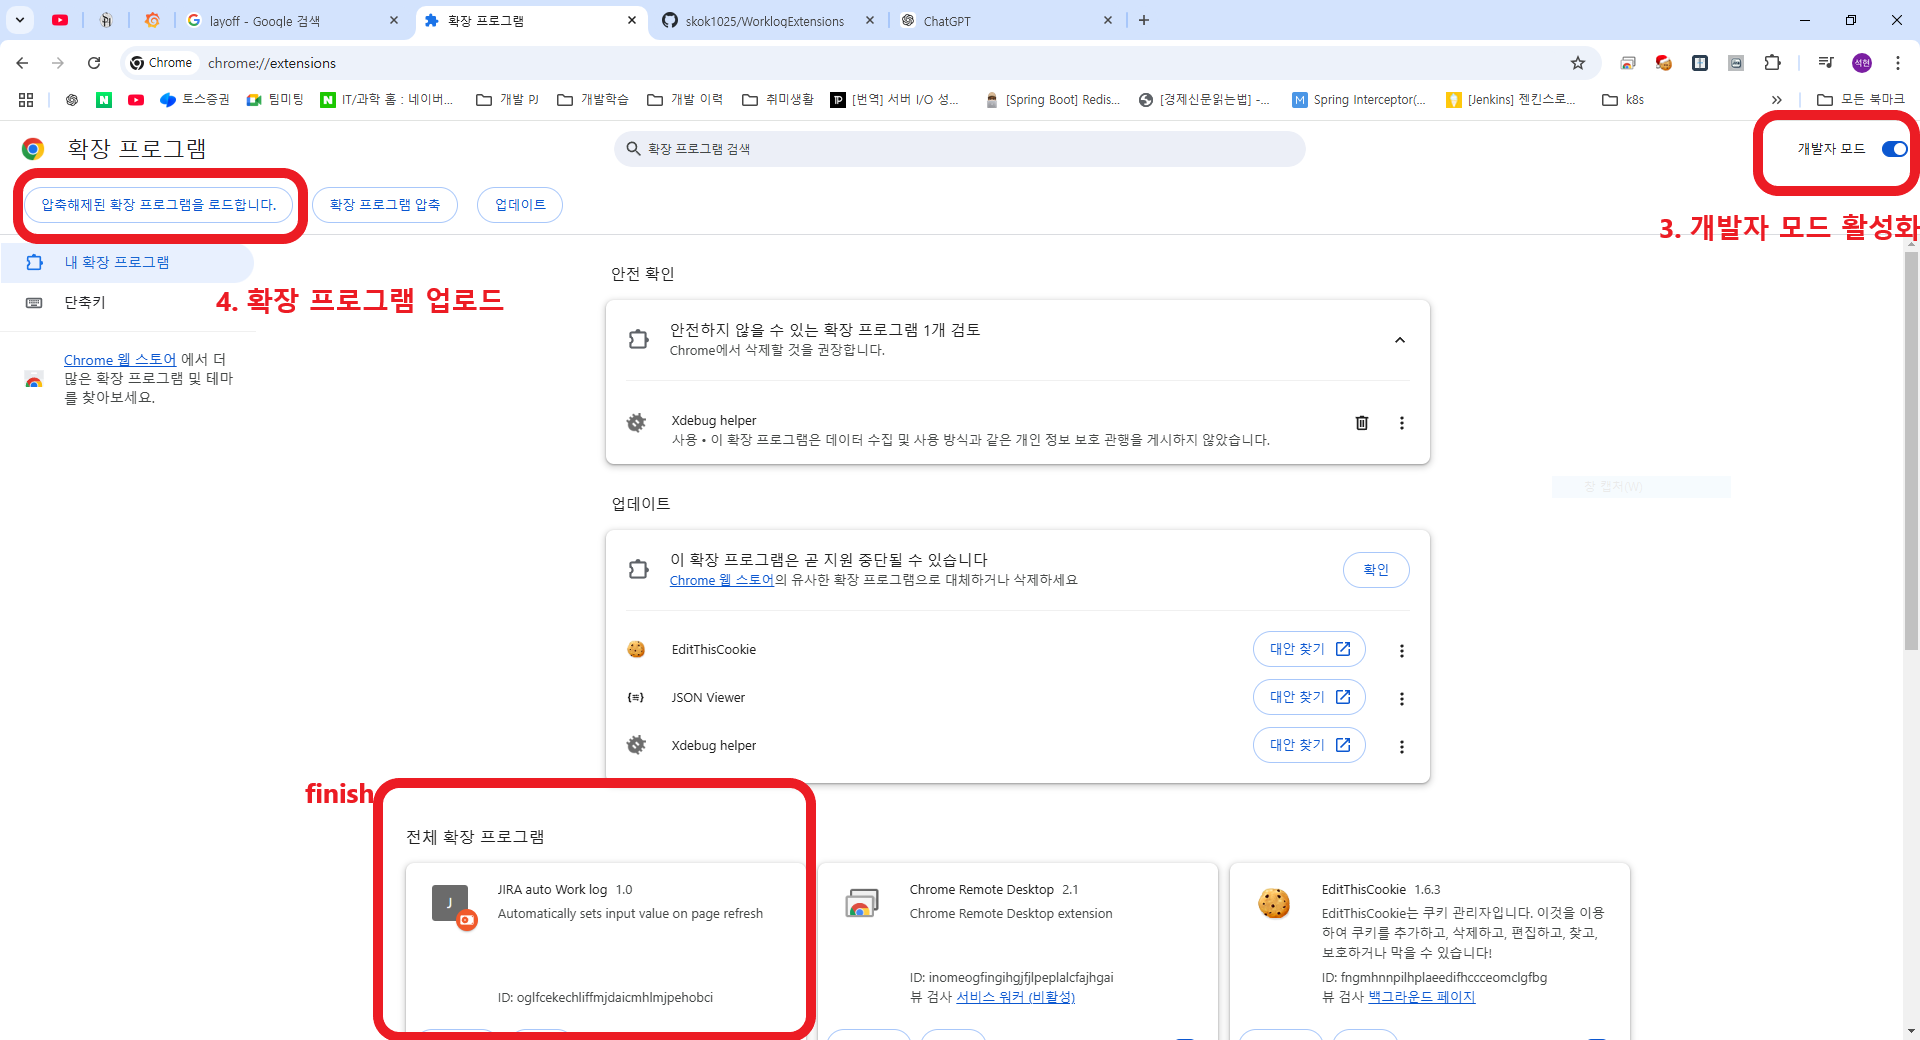 layoff - Google 검색
확장 프로그램
skok1025/WorklogExtensions
ChatGPT
Chrome
chrome://extensions
석현
토스증권
팀미팅
IT/과학 홈 : 네이버...
개발 PJ
개발학습
개발 이력
취미생활
[번역] 서버 I/O 성...
[Spring Boot] Redis...
[경제신문읽는법] -...
Spring Interceptor(...
[Jenkins] 젠킨스로...
k8s
모든 북마크
확장 프로그램
확장 프로그램 검색
개발자 모드
압축해제된 확장 프로그램을 로드합니다.
확장 프로그램 압축
업데이트
3. 개발자 모드 활성화
내 확장 프로그램
단축키
4. 확장 프로그램 업로드
Chrome 웹 스토어 에서 더
많은 확장 프로그램 및 테마
를 찾아보세요.
안전 확인
안전하지 않을 수 있는 확장 프로그램 1개 검토
Chrome에서 삭제할 것을 권장합니다.
Xdebug helper
사용 • 이 확장 프로그램은 데이터 수집 및 사용 방식과 같은 개인 정보 보호 관행을 게시하지 않았습니다.
창 캡처(W)
업데이트
이 확장 프로그램은 곧 지원 중단될 수 있습니다
Chrome 웹 스토어의 유사한 확장 프로그램으로 대체하거나 삭제하세요
확인
EditThisCookie
대안 찾기
JSON Viewer
대안 찾기
Xdebug helper
대안 찾기
finish
전체 확장 프로그램
J
JIRA auto Work log 1.0
Automatically sets input value on page refresh
ID: oglfcekechliffmjdaicmhlmjpehobci
Chrome Remote Desktop 2.1
Chrome Remote Desktop extension
ID: inomeogfingihgjfjlpeplalcfajhgai
뷰 검사 서비스 워커 (비활성)
EditThisCookie 1.6.3
EditThisCookie는 쿠키 관리자입니다. 이것을 이용
하여 쿠키를 추가하고, 삭제하고, 편집하고, 찾고,
보호하거나 막을 수 있습니다!
ID: fngmhnnpilhplaeedifhccceomclgfbg
뷰 검사 백그라운드 페이지